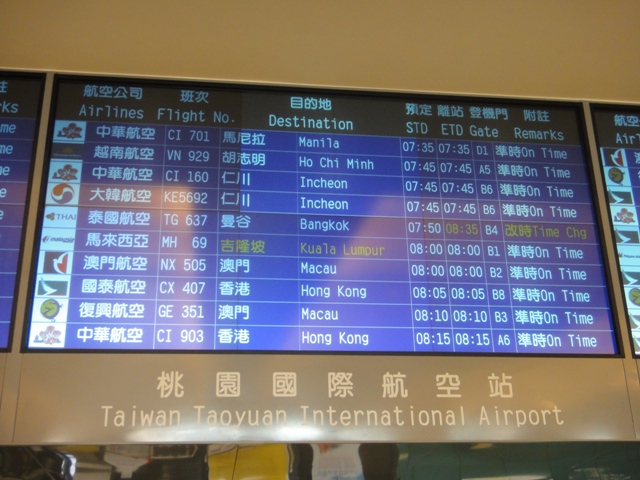 航空公司 班次 目的地 預定 離站 登機門 附註
Airlines Flight No. Destination STD ETD Gate Remarks
中華航空 CI 701 馬尼拉 Manila 07:35 07:35 D1 準時On Time
越南航空 VN 929 胡志明 Ho Chi Minh 07:45 07:45 A5 準時On Time
中華航空 CI 160 仁川 Incheon 07:45 07:45 B6 準時On Time
大韓航空 KE5692 仁川 Incheon 07:45 07:45 B6 準時On Time
THAI 泰國航空 TG 637 曼谷 Bangkok 07:50 08:35 B4 改時Time Chg
馬來西亞 MH 69 吉隆坡 Kuala Lumpur 08:00 08:00 B1 準時On Time
澳門航空 NX 505 澳門 Macau 08:00 08:00 B2 準時On Time
國泰航空 CX 407 香港 Hong Kong 08:05 08:05 B8 準時On Time
復興航空 GE 351 澳門 Macau 08:10 08:10 B3 準時On Time
中華航空 CI 903 香港 Hong Kong 08:15 08:15 A6 準時On Time
桃園國際航空站
Taiwan Taoyuan International Airport